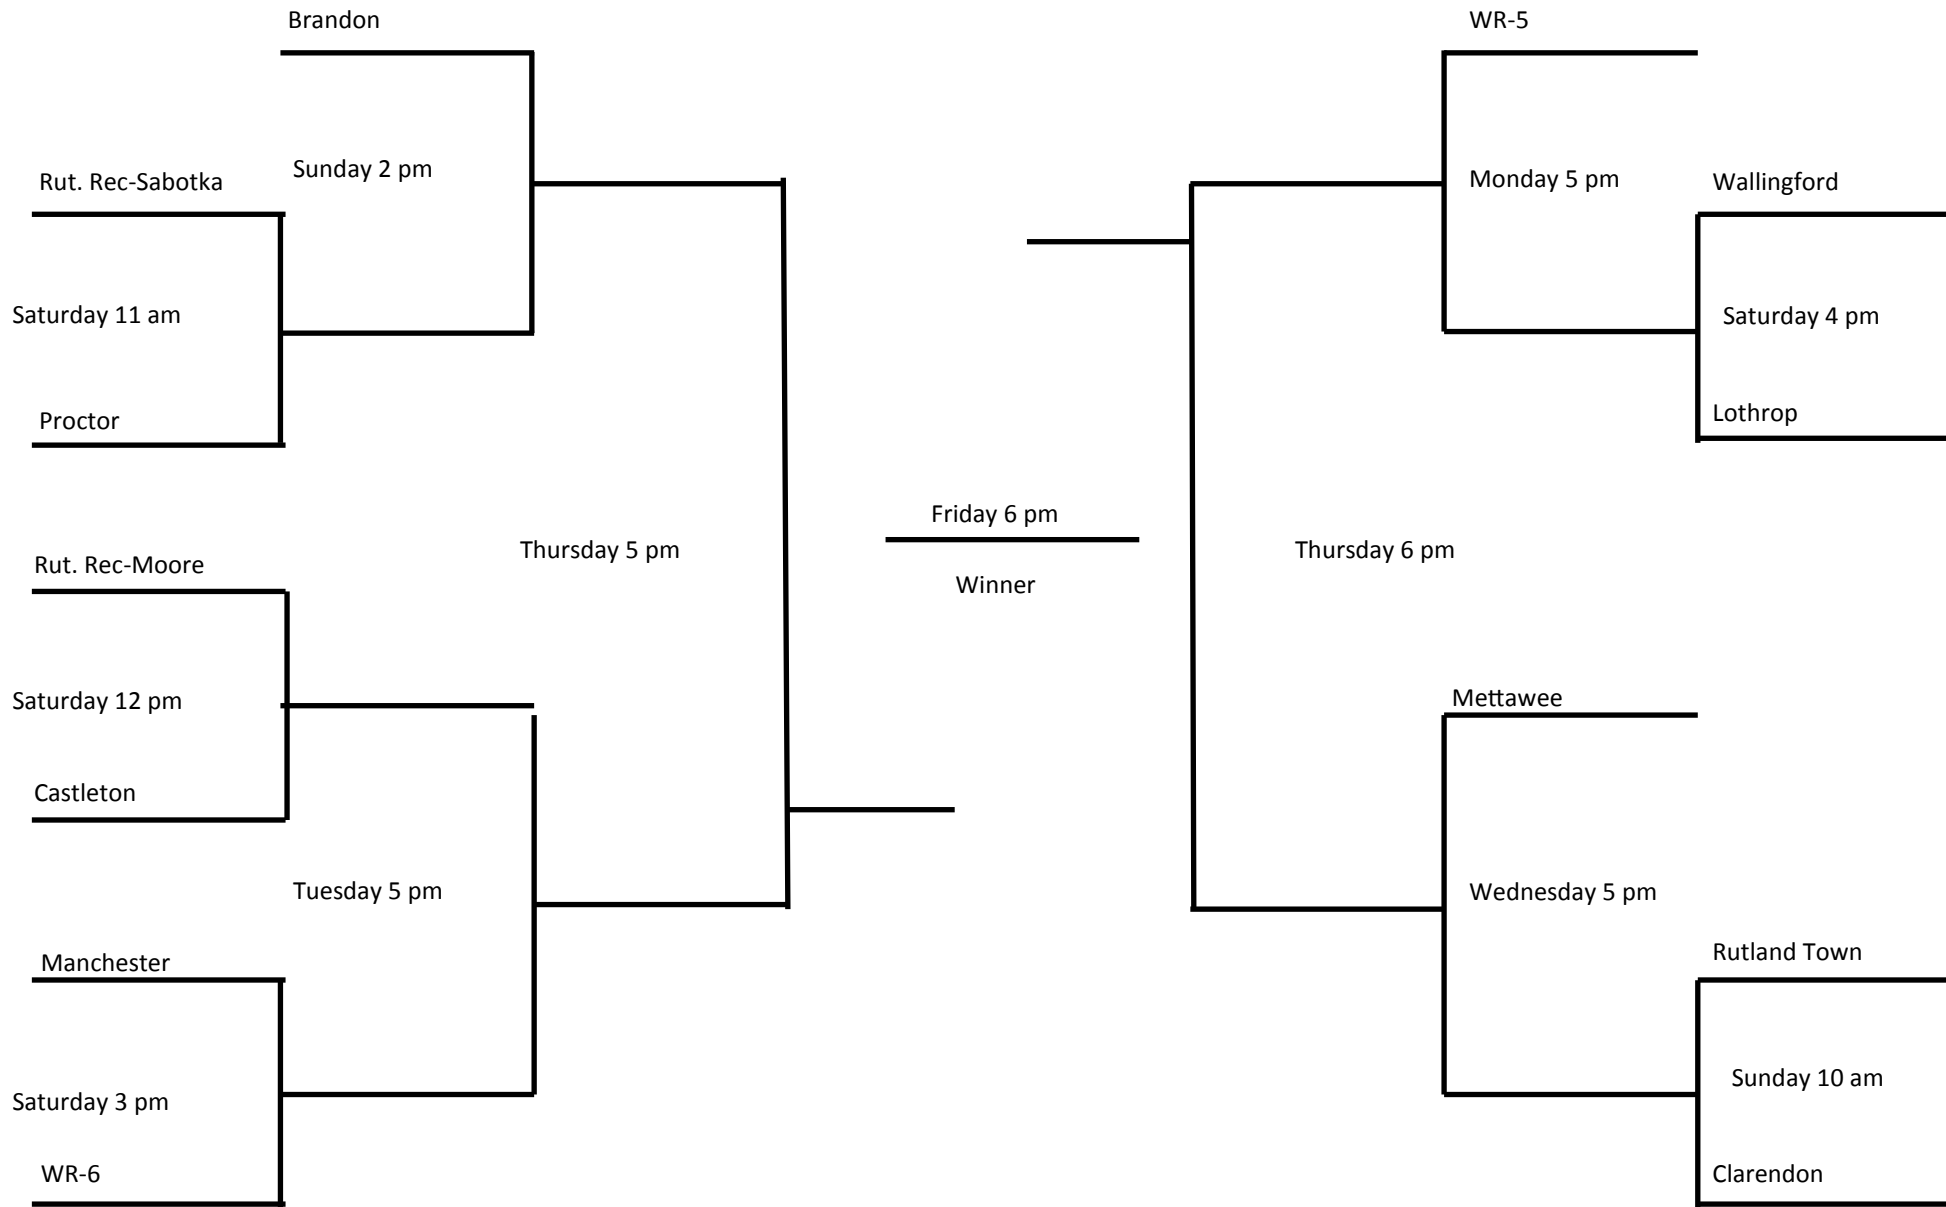 Brandon
WR-5
Sunday 2 pm
Rut. Rec-Sabotka
Monday 5 pm
Wallingford
Saturday 11 am
Saturday 4 pm
Proctor
Lothrop
Friday 6 pm
Thursday 5 pm
Thursday 6 pm
Rut. Rec-Moore
Winner
Saturday 12 pm
Mettawee
Castleton
Tuesday 5 pm
Wednesday 5 pm
Manchester
Rutland Town
Saturday 3 pm
Sunday 10 am
WR-6
Clarendon